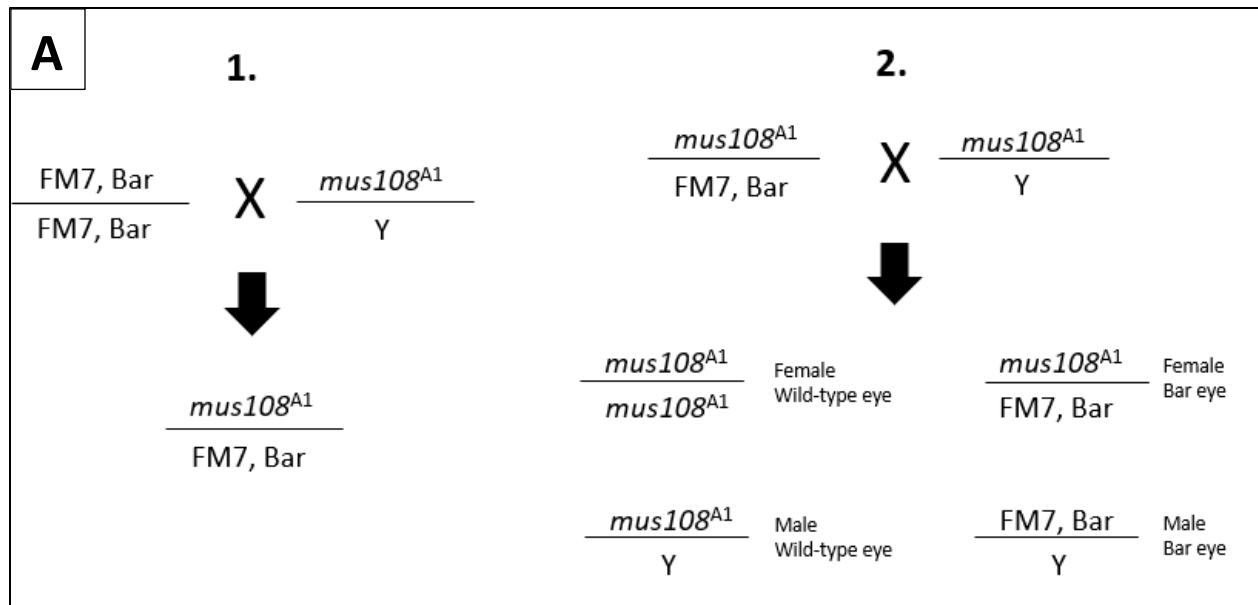 A
1.
FM7, Bar
FM7, Bar
X
mus108A1
Y
mus108A1
FM7, Bar
2.
mus108A1
FM7, Bar
X
mus108A1
Y
mus108A1
mus108A1
Female
Wild-type eye
mus108A1
FM7, Bar
Female
Bar eye
mus108A1
Y
Male
Wild-type eye
FM7, Bar
Y
Male
Bar eye